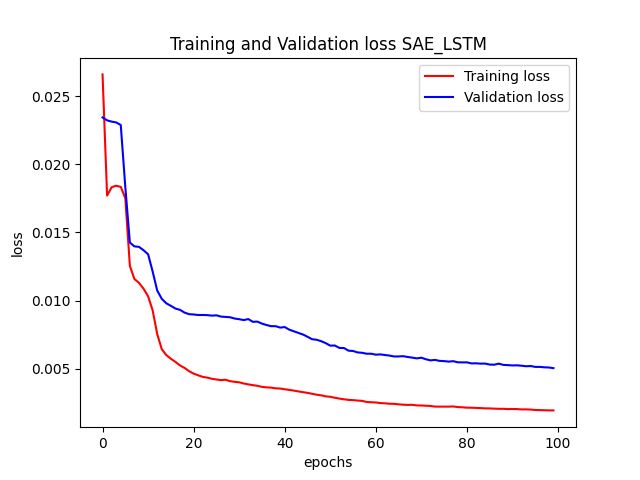 Training and Validation loss SAE_LSTM
Training loss
Validation loss
0.025
0.020
0.015
0.010
0.005
loss
0 20 40 60 80 100
epochs